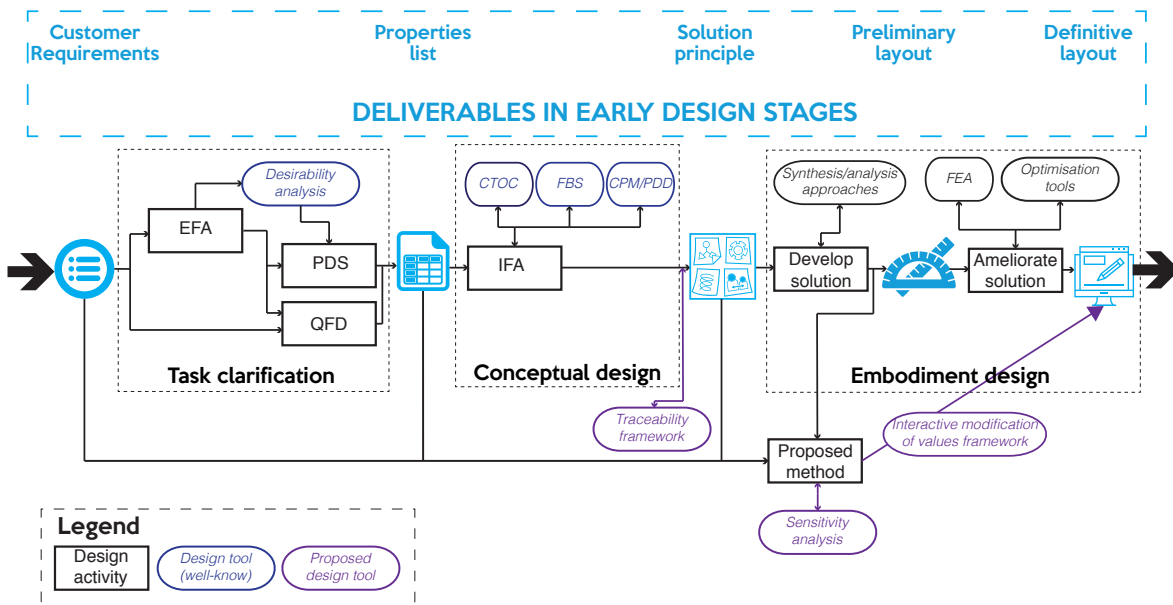 Customer
Requirements
Properties
list
Solution
principle
Preliminary
layout
Definitive
layout
DELIVERABLES IN EARLY DESIGN STAGES
Desirability
analysis
EFA
PDS
QFD
Task clarification
CTOC
FBS
CPM/PDD
IFA
Conceptual design
Traceability
framework
Synthesis/analysis
approaches
FEA
Optimisation
tools
Develop
solution
Ameliorate
solution
Embodiment design
Interactive modification
of values framework
Proposed
method
Sensitivity
analysis
Legend
Design
activity
Design tool
(well-know)
Proposed
design tool